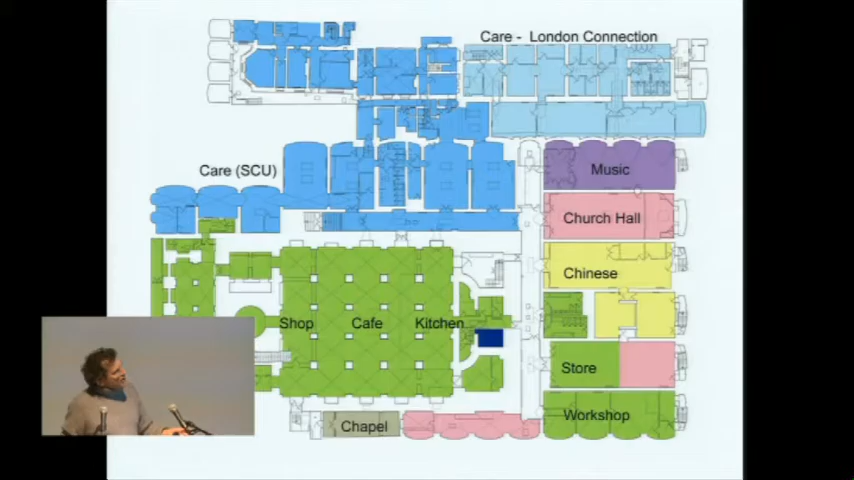 Care - London Connection
Care (SCU)
Music
Church Hall
Chinese
Shop
Cafe
Kitchen
Store
Workshop
Chapel